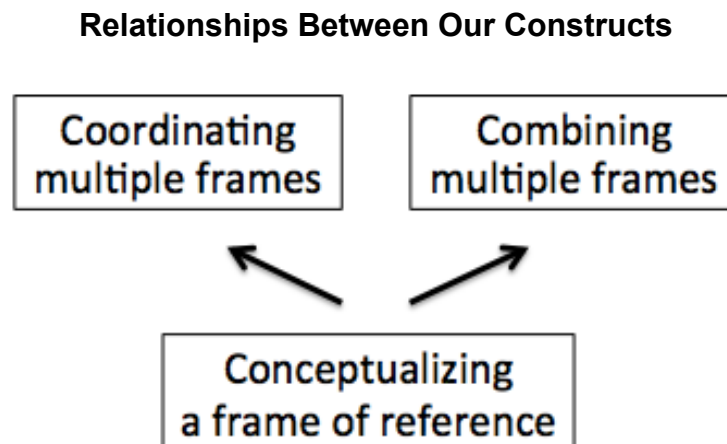 Relationships Between Our Constructs
Coordinating
multiple frames
Combining
multiple frames
Conceptualizing
a frame of reference